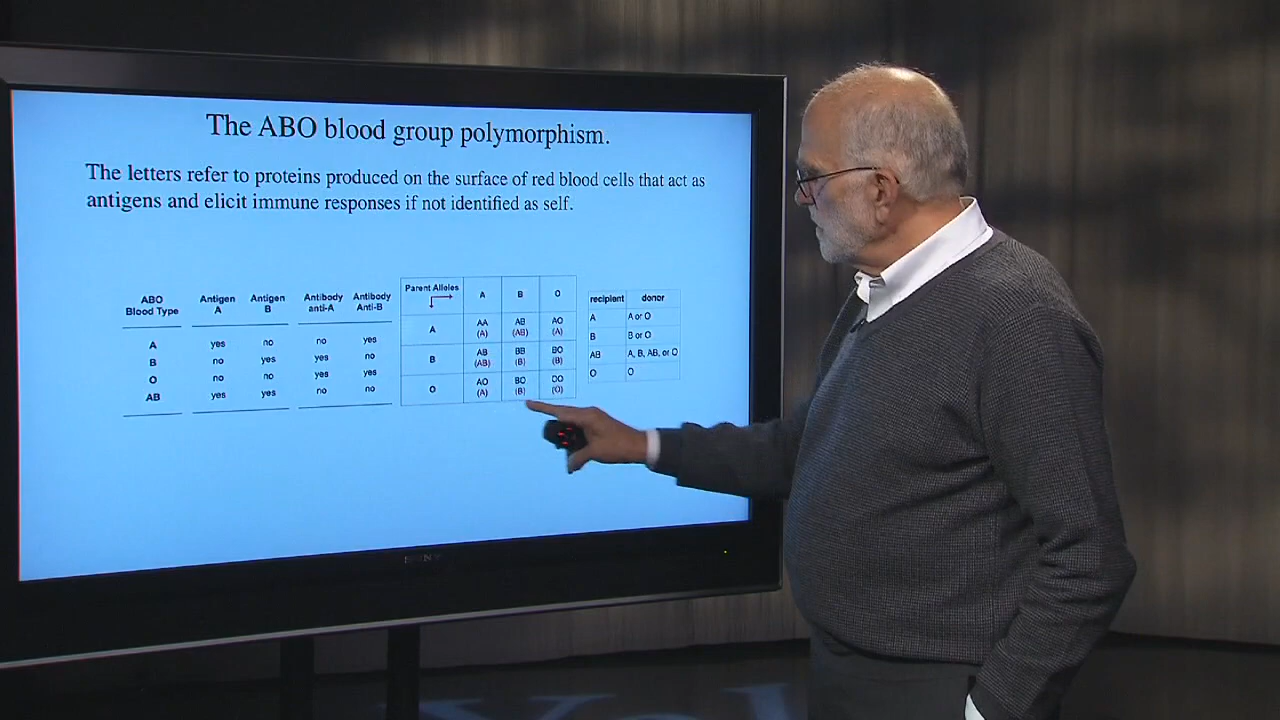 The ABO blood group polymorphism.
The letters refer to proteins produced on the surface of red blood cells that act as
antigens and elicit immune responses if not identified as self.
ABO Blood Type Antigen A Antigen B Antibody anti-A Antibody Anti-B
A yes no no yes
B no yes yes no
O no no yes yes
AB yes yes no no
Parent Alleles A B O
A AA (A) AB (AB) AO (A)
B AB (AB) BB (B) BO (B)
O AO (A) BO (B) OO (O)
recipient donor
A A or O
B B or O
AB A, B, AB, or O
O O
SONY